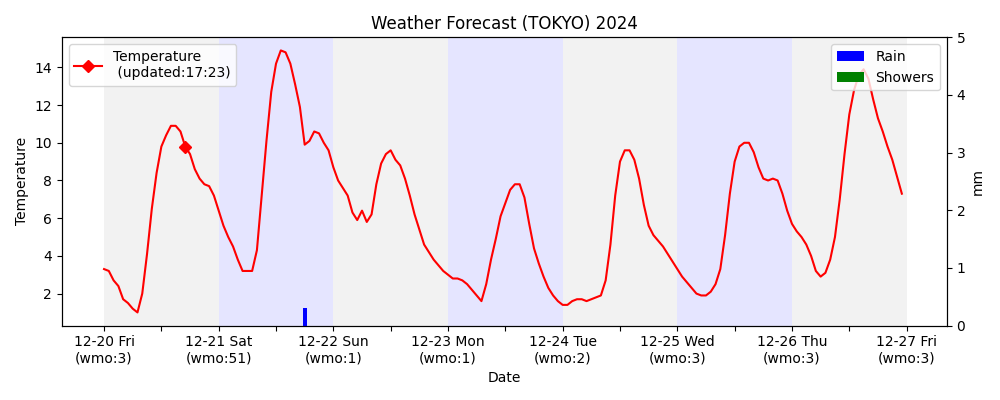 Weather Forecast (TOKYO) 2024
Temperature
(updated:17:23)
Rain
Showers
Temperature
14
12
10
8
6
4
2
5
4
3
2
1
0
mm
12-20 Fri
(wmo:3)
12-21 Sat
(wmo:51)
12-22 Sun
(wmo:1)
12-23 Mon
(wmo:1)
12-24 Tue
(wmo:2)
12-25 Wed
(wmo:3)
12-26 Thu
(wmo:3)
12-27 Fri
(wmo:3)
Date